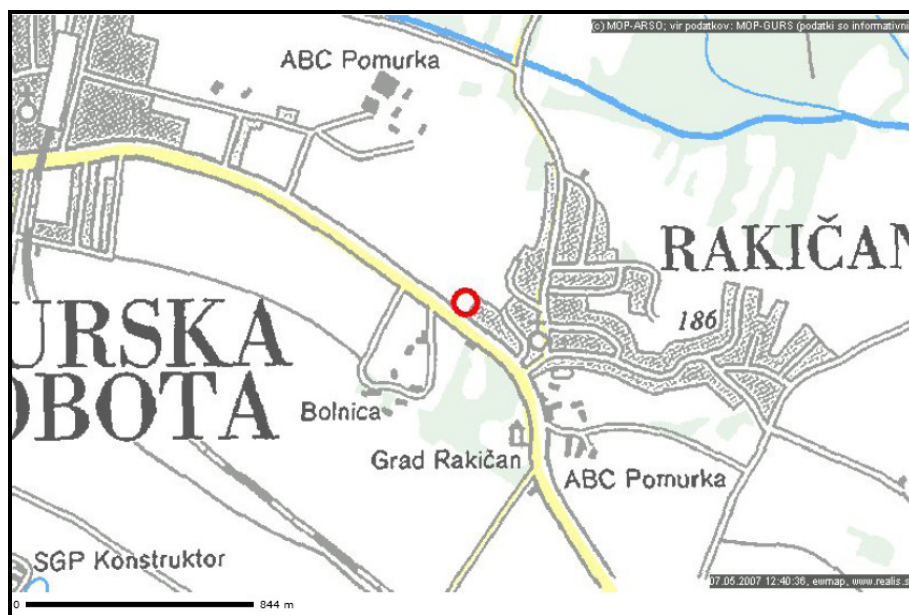 (c) MOP-ARSO; vir podatkov: MOP-GURS (podatki so informativni
ABC Pomurka
RAKIČAN
186
URSKA
OBOTA
Bolnica
Grad Rakičan
ABC Pomurka
SGP Konstruktor
07.05.2007 12:40:36, ewmap, www.realis.s
0 844 m